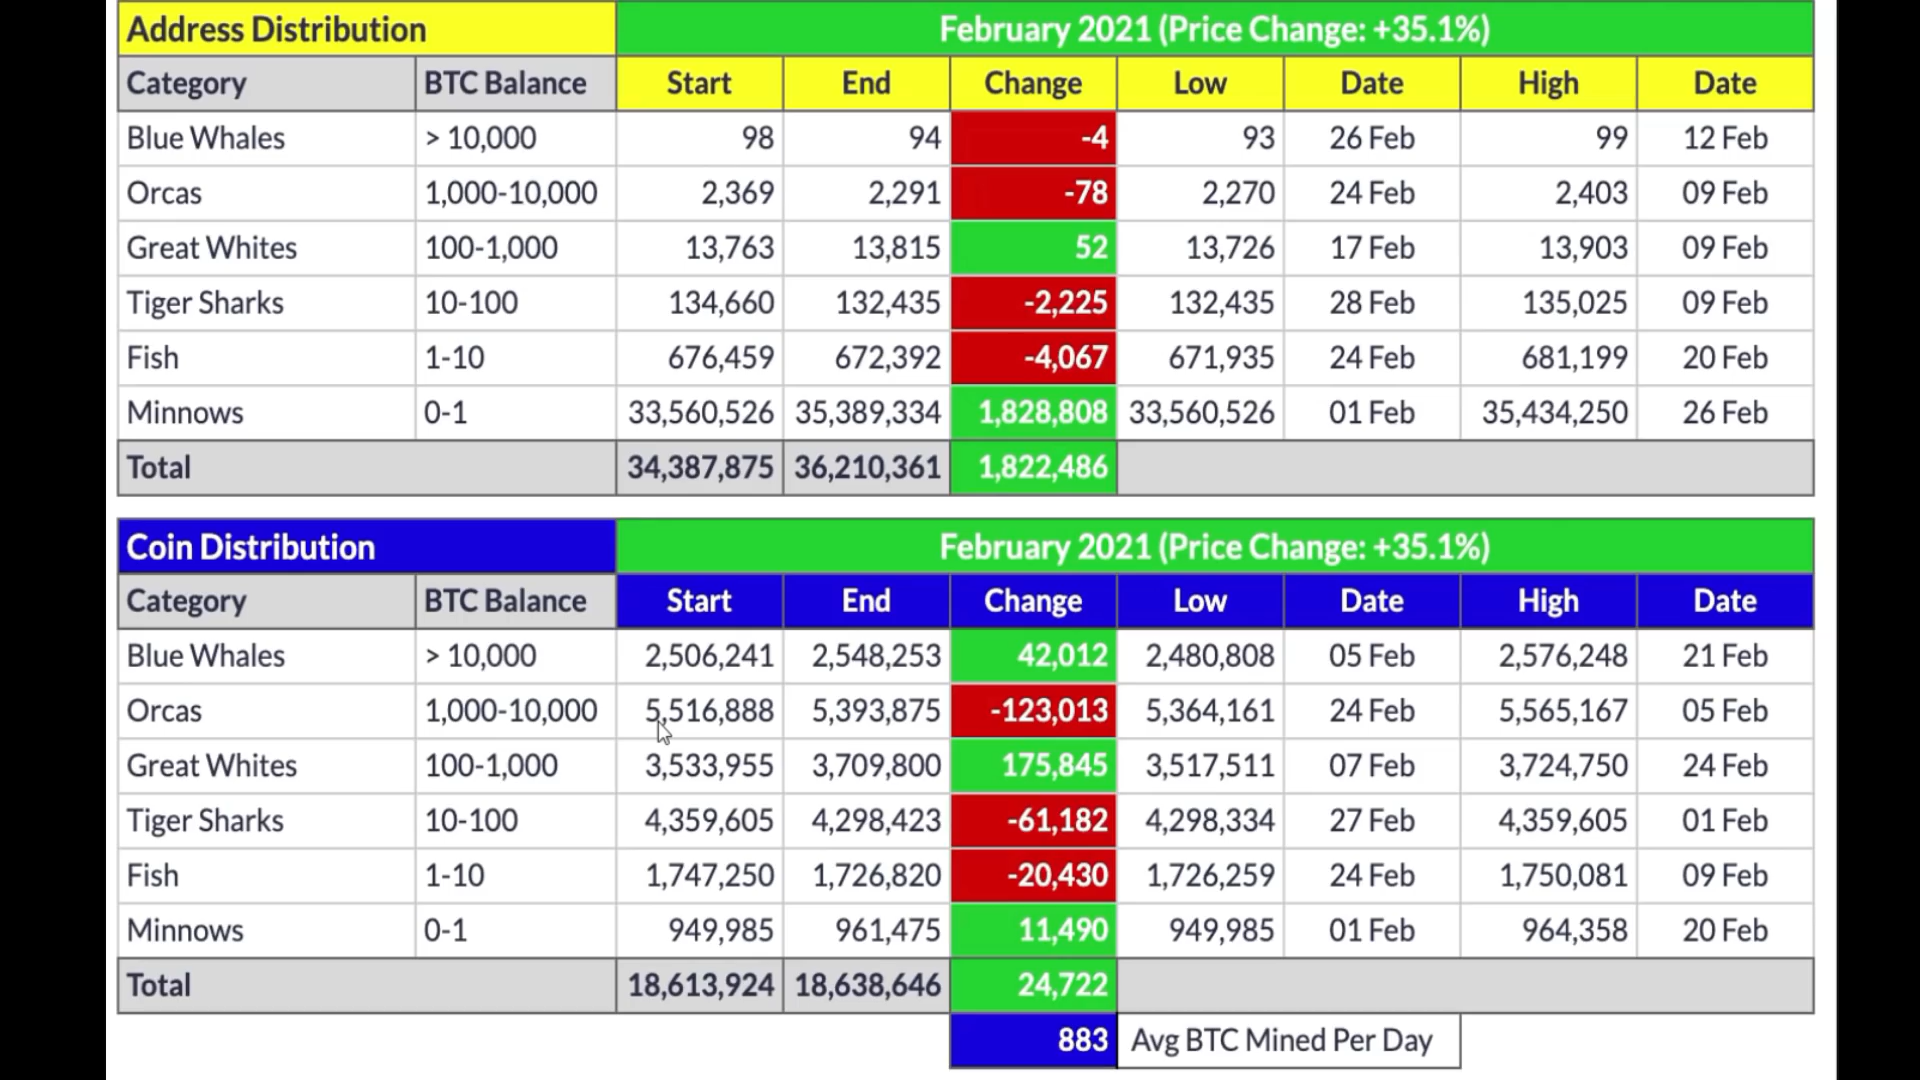 Address Distribution February 2021 (Price Change: +35.1%)
Category BTC Balance Start End Change Low Date High Date
Blue Whales > 10,000 98 94 -4 93 26 Feb 99 12 Feb
Orcas 1,000-10,000 2,369 2,291 -78 2,270 24 Feb 2,403 09 Feb
Great Whites 100-1,000 13,763 13,815 52 13,726 17 Feb 13,903 09 Feb
Tiger Sharks 10-100 134,660 132,435 -2,225 132,435 28 Feb 135,025 09 Feb
Fish 1-10 676,459 672,392 -4,067 671,935 24 Feb 681,199 20 Feb
Minnows 0-1 33,560,526 35,389,334 1,828,808 33,560,526 01 Feb 35,434,250 26 Feb
Total 34,387,875 36,210,361 1,822,486
Coin Distribution February 2021 (Price Change: +35.1%)
Category BTC Balance Start End Change Low Date High Date
Blue Whales > 10,000 2,506,241 2,548,253 42,012 2,480,808 05 Feb 2,576,248 21 Feb
Orcas 1,000-10,000 5,516,888 5,393,875 -123,013 5,364,161 24 Feb 5,565,167 05 Feb
Great Whites 100-1,000 3,533,955 3,709,800 175,845 3,517,511 07 Feb 3,724,750 24 Feb
Tiger Sharks 10-100 4,359,605 4,298,423 -61,182 4,298,334 27 Feb 4,359,605 01 Feb
Fish 1-10 1,747,250 1,726,820 -20,430 1,726,259 24 Feb 1,750,081 09 Feb
Minnows 0-1 949,985 961,475 11,490 949,985 01 Feb 964,358 20 Feb
Total 18,613,924 18,638,646 24,722
883 Avg BTC Mined Per Day